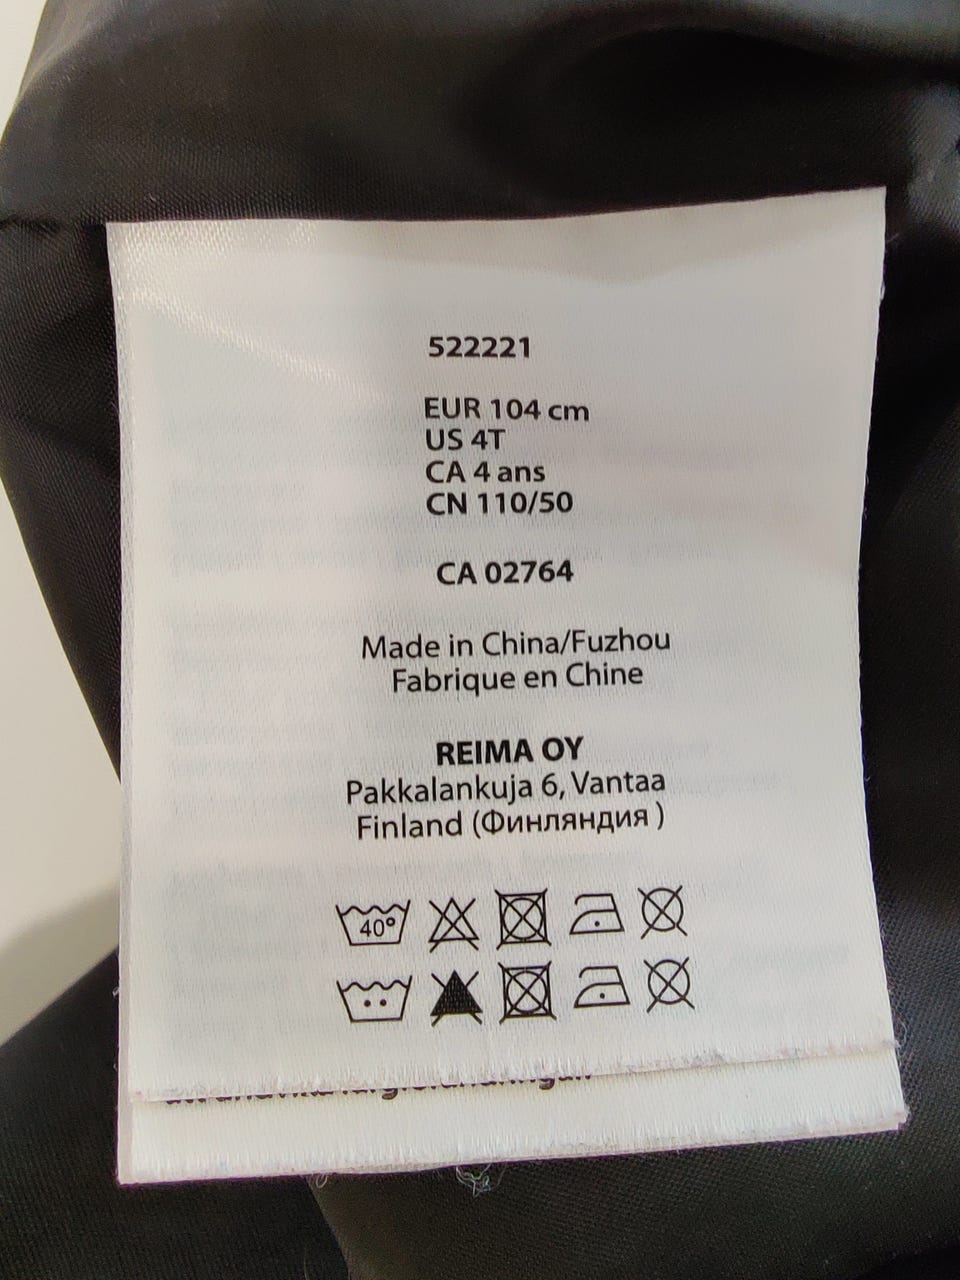 522221
EUR 104 cm
US 4T
CA 4 ans
CN 110/50
CA 02764
Made in China/Fuzhou
Fabrique en Chine
REIMA OY
Pakkalankuja 6, Vantaa
Finland (Финляндия )
40°